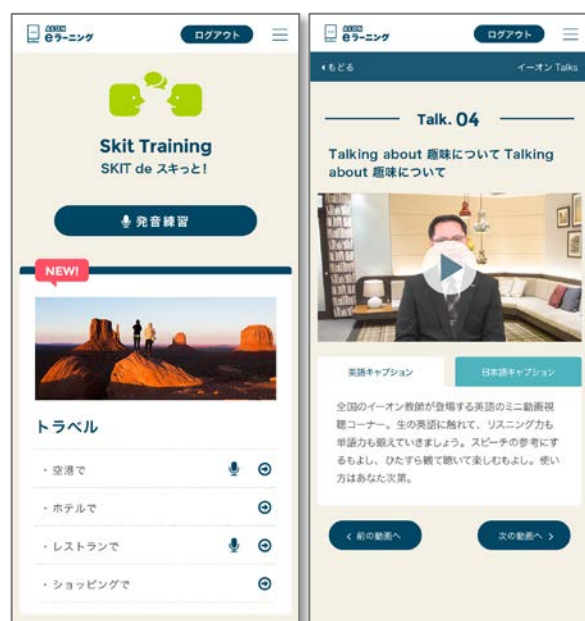 AEON
eラーニング
ログアウト
Skit Training
SKIT de スキっと!
発音練習
NEW!
トラベル
・空港で
・ホテルで
・レストランで
・ショッピングで
AEON
eラーニング
ログアウト
もどる
イーオン Talks
Talk. 04
Talking about 趣味について Talking
about 趣味について
英語キャプション
日本語キャプション
全国のイーオン教師が登場する英語のミニ動画視
聴コーナー。生の英語に触れて、リスニング力も
単語力も鍛えていきましょう。スピーチの参考にす
るもよし、ひたすら観て聴いて楽しむもよし。使い
方はあなた次第。
< 前の動画へ
次の動画へ >